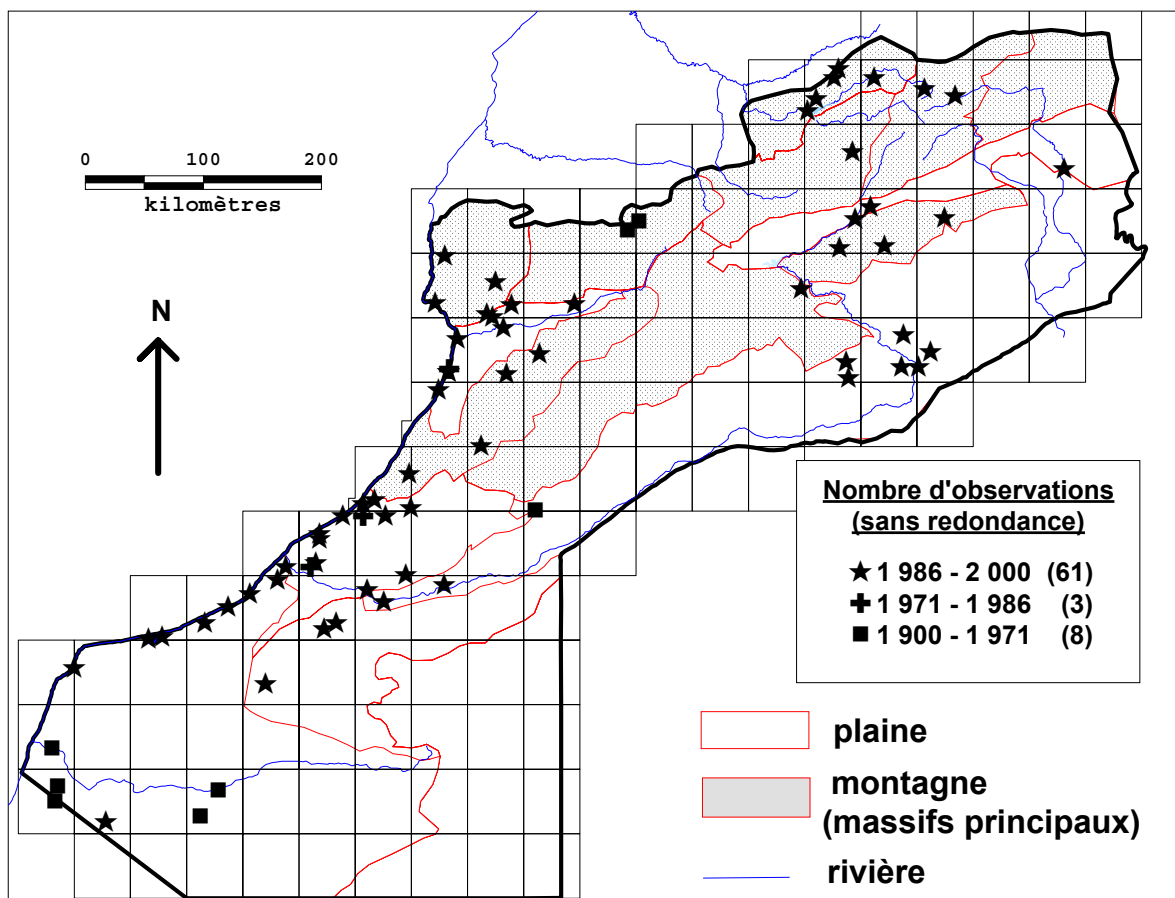 0 100 200
kilomètres
N
Nombre d'observations
(sans redondance)
1 986 - 2 000 (61)
1 971 - 1 986 (3)
1 900 - 1 971 (8)
plaine
montagne
(massifs principaux)
rivière